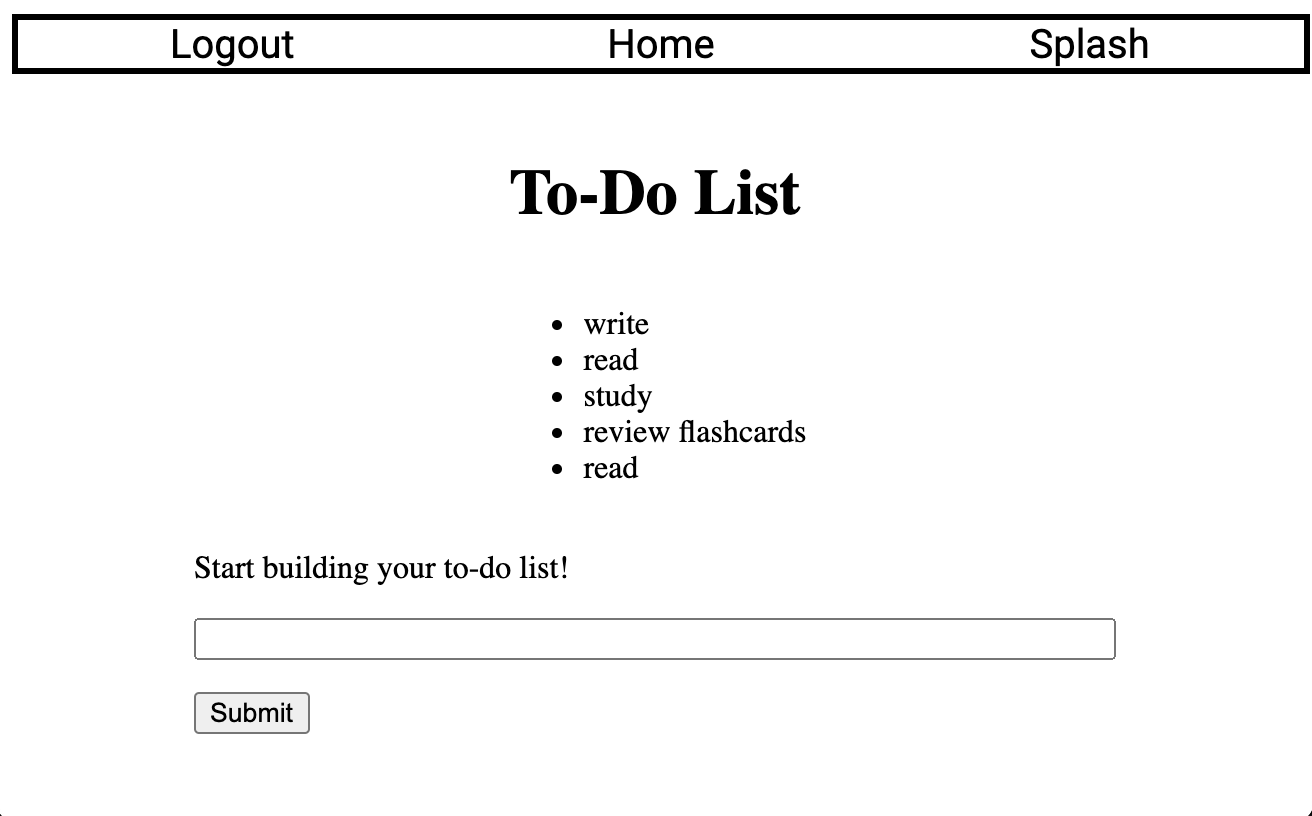 Logout Home Splash
To-Do List
write
read
study
review flashcards
read
Start building your to-do list!
Submit